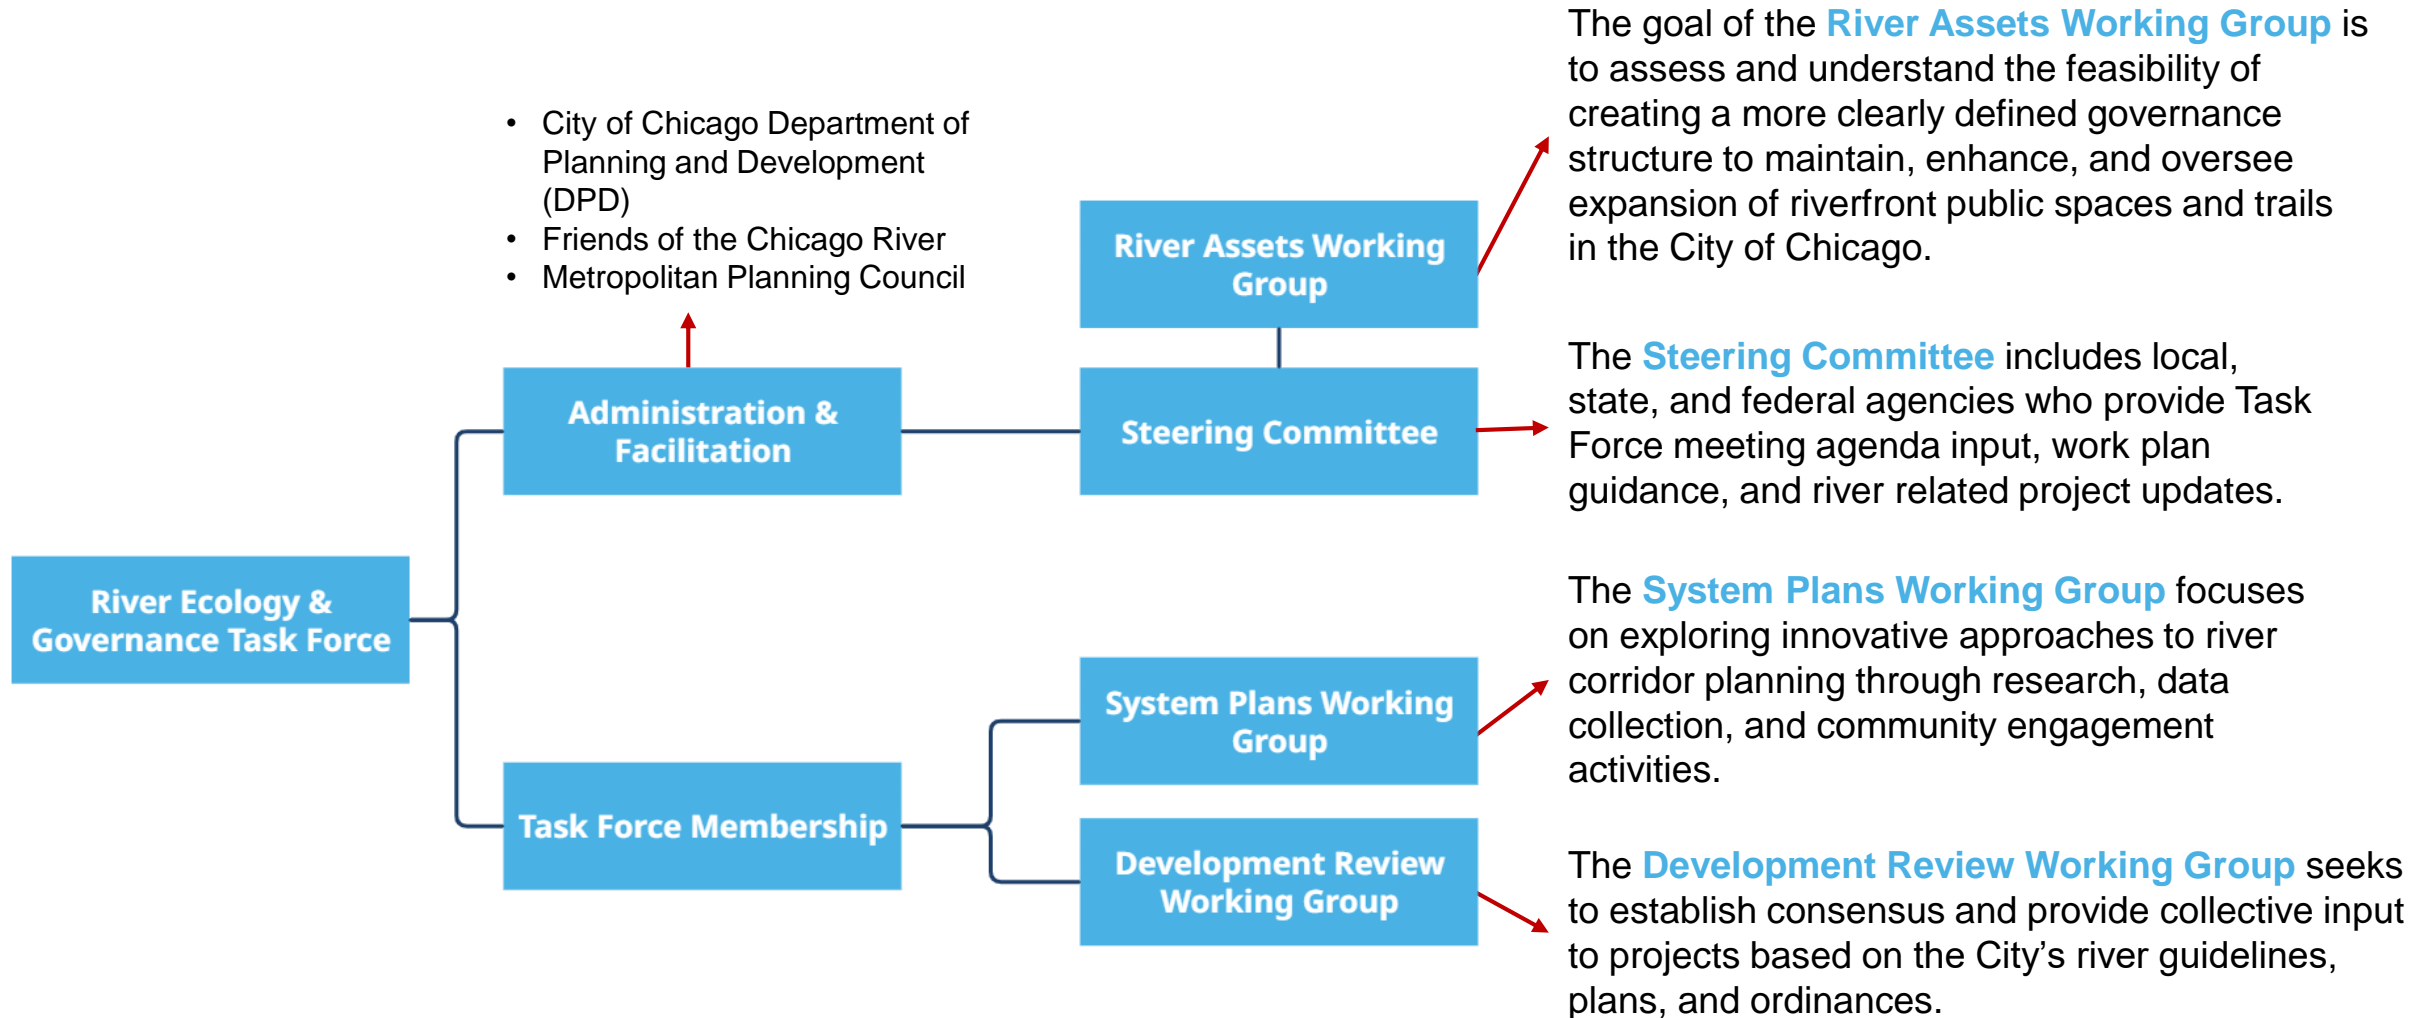 • City of Chicago Department of
Planning and Development
(DPD)
• Friends of the Chicago River
• Metropolitan Planning Council
River Ecology &
Governance Task Force
Administration &
Facilitation
Task Force Membership
River Assets Working
Group
Steering Committee
System Plans Working
Group
Development Review
Working Group
The goal of the River Assets Working Group is
to assess and understand the feasibility of
creating a more clearly defined governance
structure to maintain, enhance, and oversee
expansion of riverfront public spaces and trails
in the City of Chicago.
The Steering Committee includes local,
state, and federal agencies who provide Task
Force meeting agenda input, work plan
guidance, and river related project updates.
The System Plans Working Group focuses
on exploring innovative approaches to river
corridor planning through research, data
collection, and community engagement
activities.
The Development Review Working Group seeks
to establish consensus and provide collective input
to projects based on the City’s river guidelines,
plans, and ordinances.